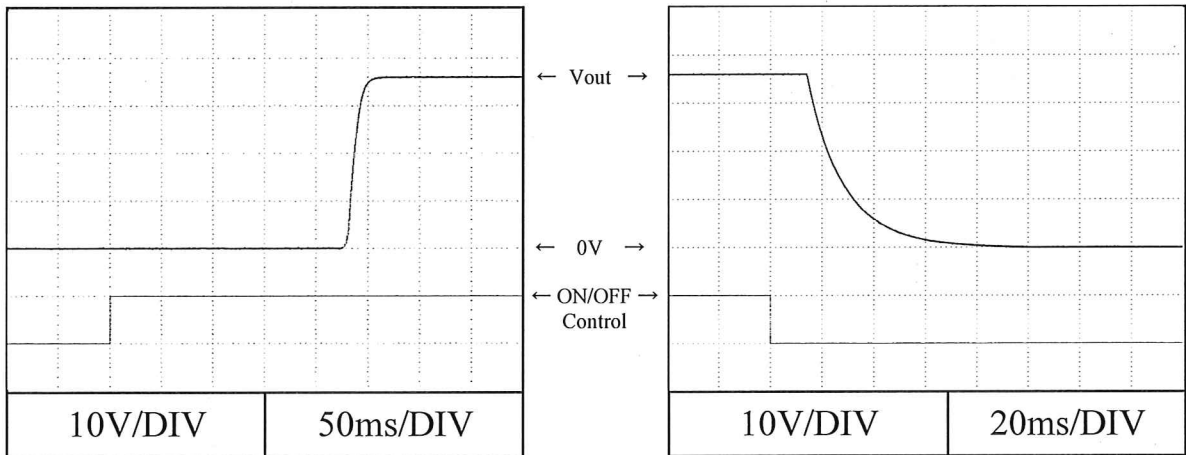 ← Vout →
← 0V →
← ON/OFF →
Control
10V/DIV
50ms/DIV
10V/DIV
20ms/DIV